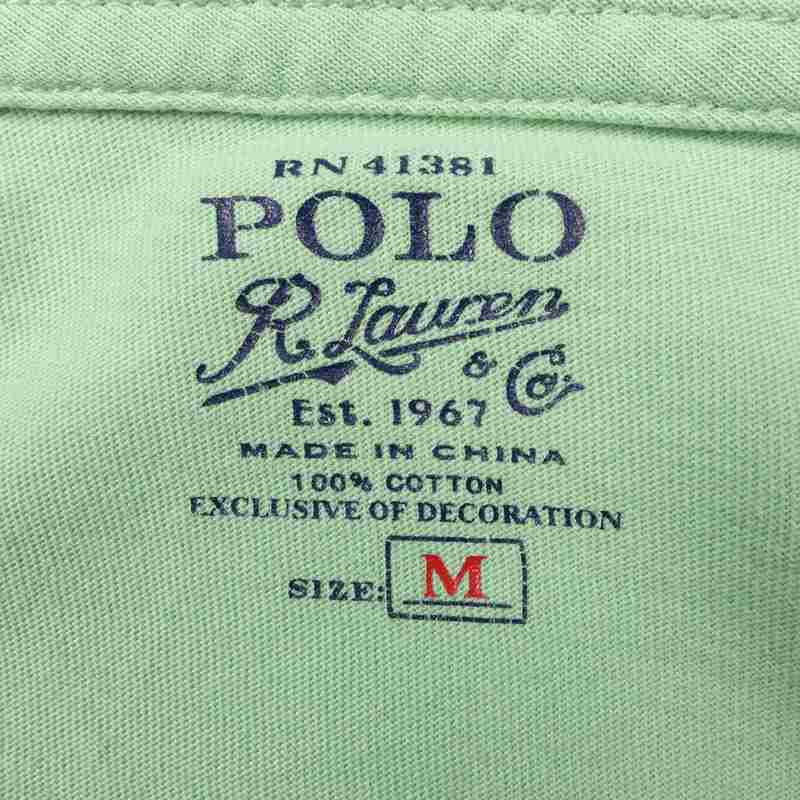 RN 41381
POLO
R. Lauren
& Co.
Est. 1967
MADE IN CHINA
100% COTTON
EXCLUSIVE OF DECORATION
SIZE: M